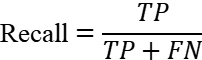 Recall = TP / (TP + FN)